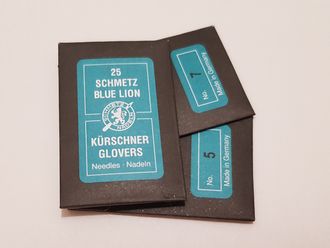 25
SCHMETZ
BLUE LION
KÜRSCHNER
GLOVERS
Needles · Nadeln
No. 7 Made in Germany
No. 5 Made in Germany